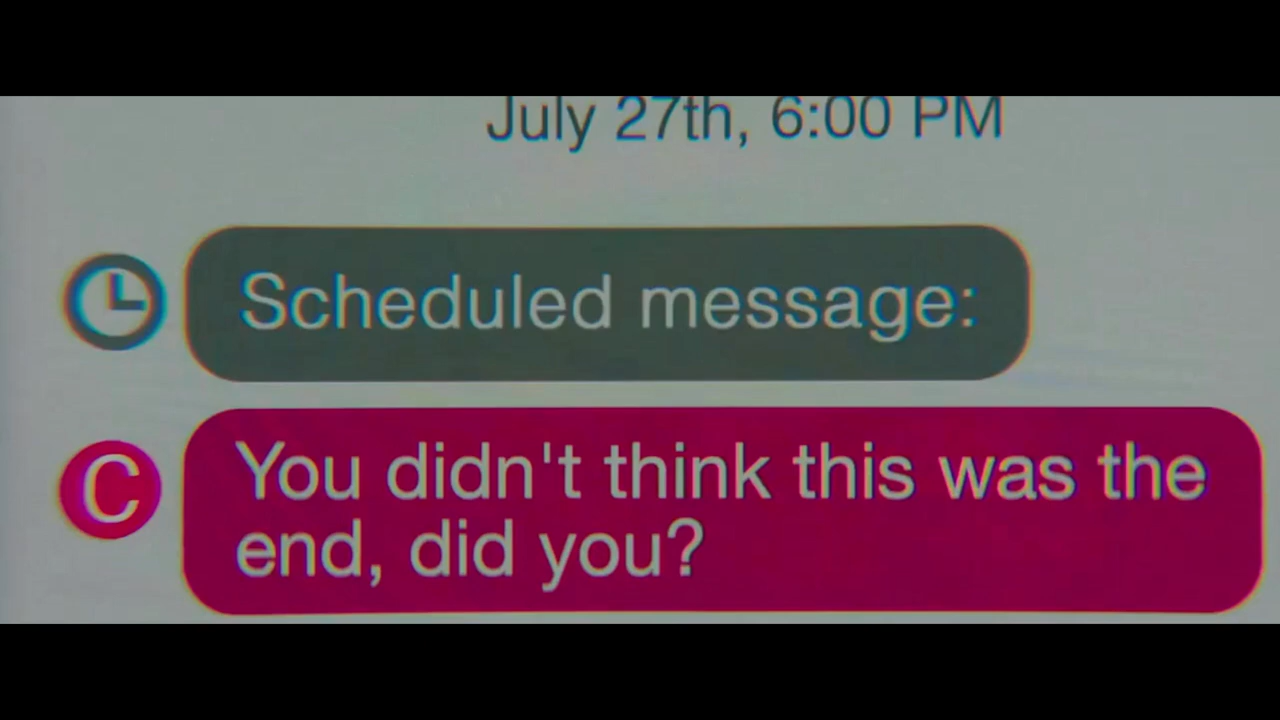 July 27th, 6:00 PM
Scheduled message:
C
You didn't think this was the
end, did you?